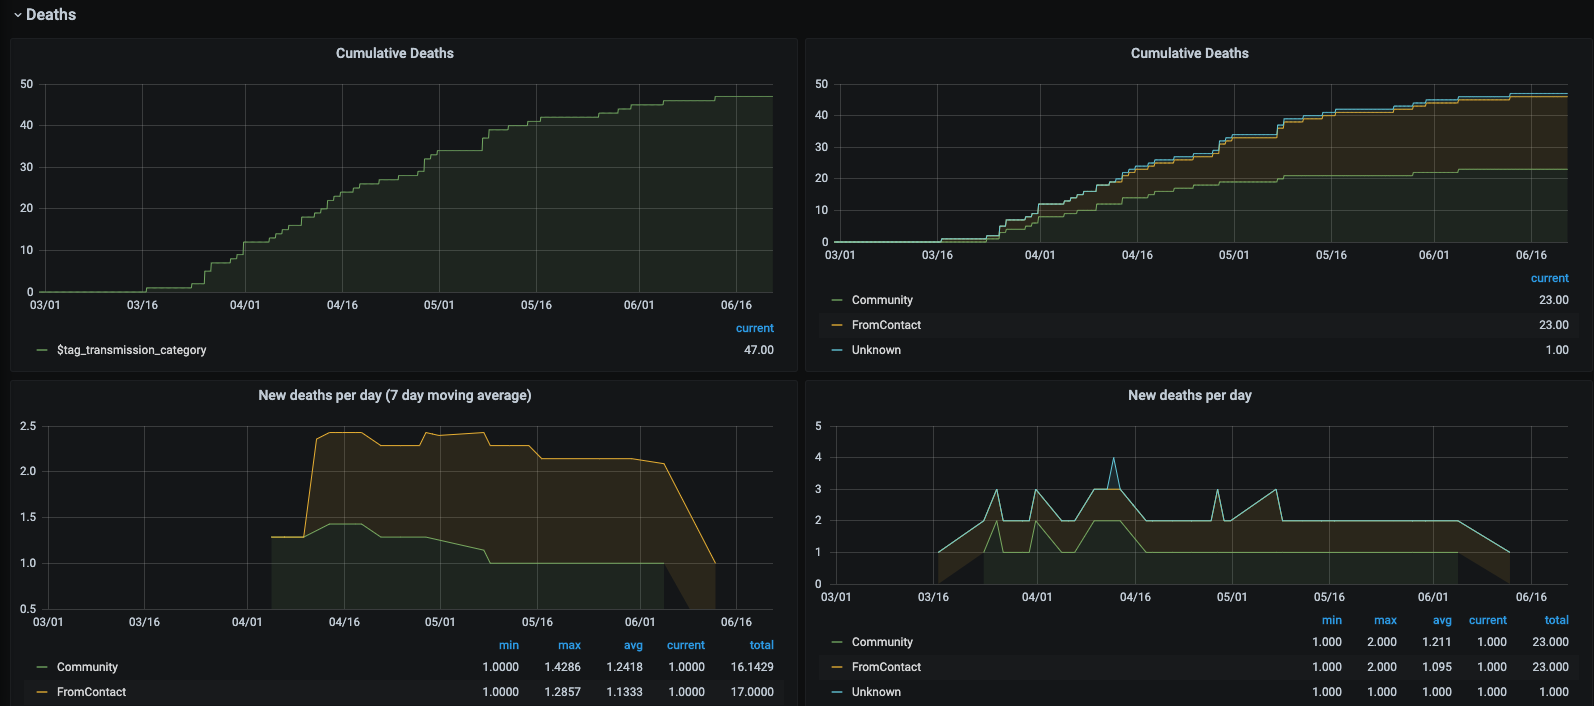 Deaths
Cumulative Deaths
50
40
30
20
10
0
03/01 03/16 04/01 04/16 05/01 05/16 06/01 06/16
current
$tag_transmission_category 47.00
Cumulative Deaths
50
40
30
20
10
0
03/01 03/16 04/01 04/16 05/01 05/16 06/01 06/16
current
Community 23.00
FromContact 23.00
Unknown 1.00
New deaths per day (7 day moving average)
2.5
2.0
1.5
1.0
0.5
03/01 03/16 04/01 04/16 05/01 05/16 06/01 06/16
min max avg current total
Community 1.0000 1.4286 1.2418 1.0000 16.1429
FromContact 1.0000 1.2857 1.1333 1.0000 17.0000
New deaths per day
5
4
3
2
1
0
03/01 03/16 04/01 04/16 05/01 05/16 06/01 06/16
min max avg current total
Community 1.000 2.000 1.211 1.000 23.000
FromContact 1.000 2.000 1.095 1.000 23.000
Unknown 1.000 1.000 1.000 1.000 1.000